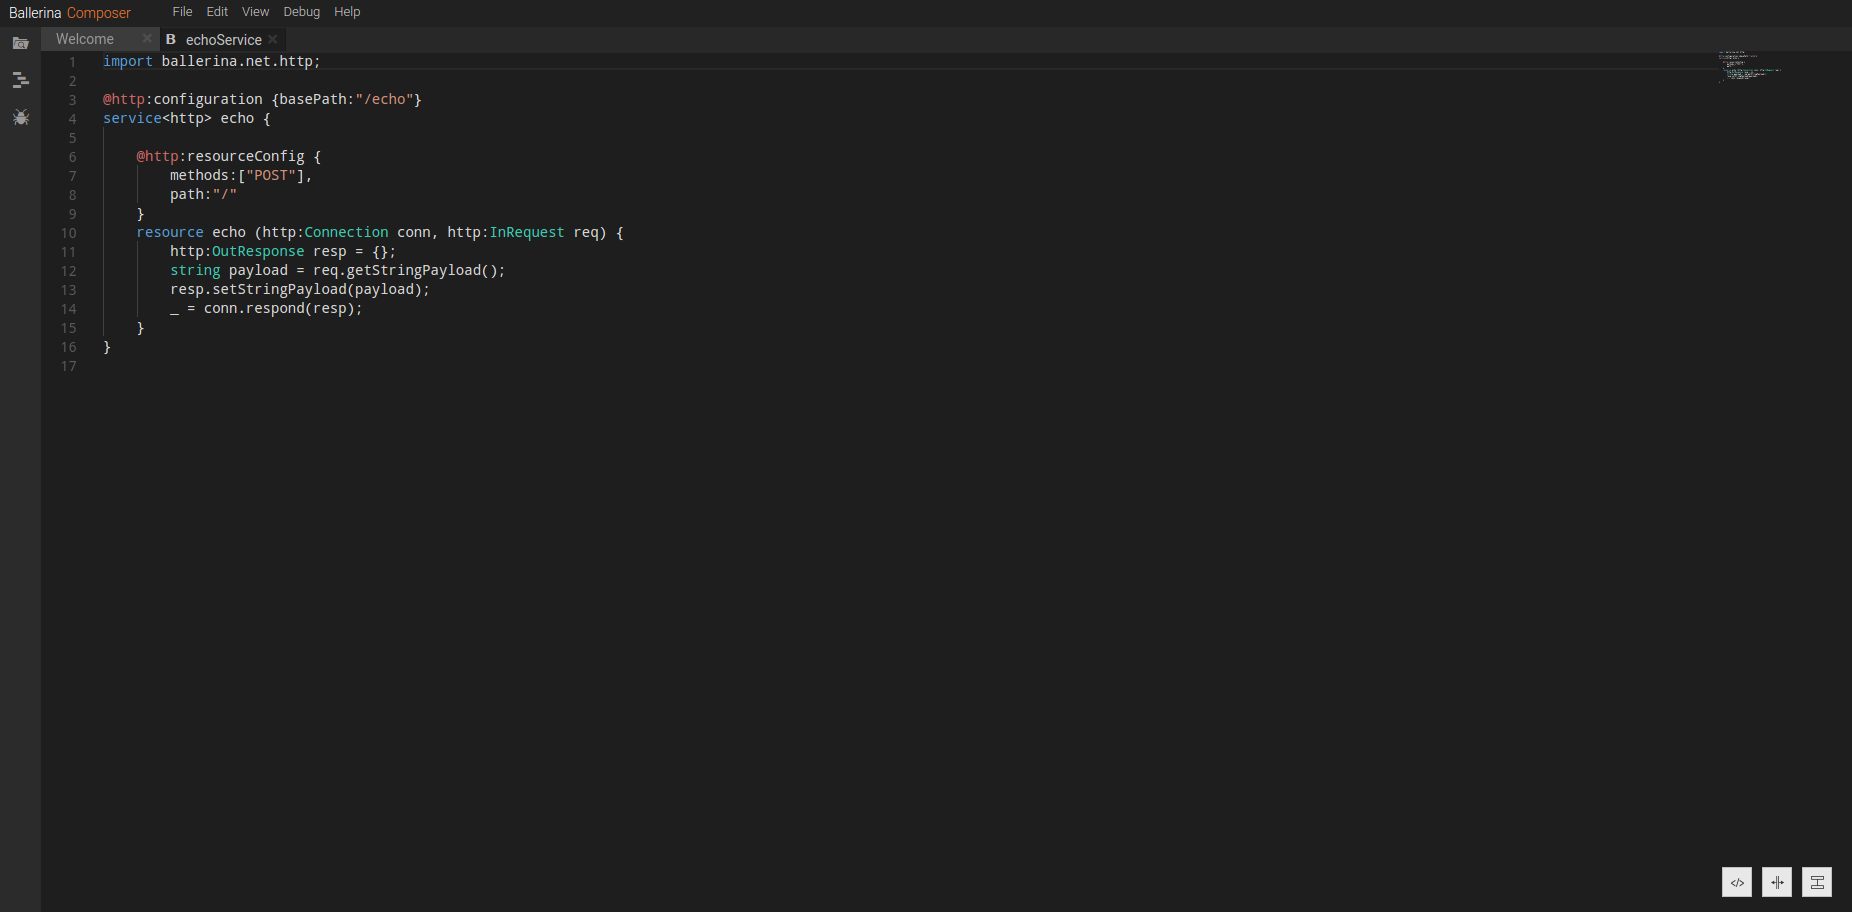 Ballerina Composer File Edit View Debug Help
Welcome × B echoService ×
1 import ballerina.net.http;
2
3 @http:configuration {basePath:"/echo"}
4 service<http> echo {
5
6     @http:resourceConfig {
7         methods:["POST"],
8         path:"/"
9     }
10     resource echo (http:Connection conn, http:InRequest req) {
11         http:OutResponse resp = {};
12         string payload = req.getStringPayload();
13         resp.setStringPayload(payload);
14         _ = conn.respond(resp);
15     }
16 }
17